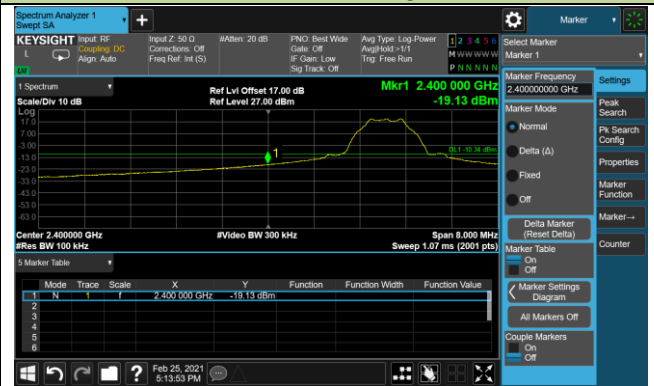 Spectrum Analyzer 1
Swept SA
+
Marker
KEYSIGHT
L
Input: RF
Coupling: DC
Align: Auto
Input Z: 50 Ω
Corrections: Off
Freq Ref: Int (S)
#Atten: 20 dB
PNO: Best Wide
Gate: Off
IF Gain: Low
Sig Track: Off
Avg Type: Log-Power
Avg|Hold:>1/1
Trig: Free Run
1 2 3 4 5 6
M W W W W W
P N N N N N
Select Marker
Marker 1
1 Spectrum
Scale/Div 10 dB
Ref Lvl Offset 17.00 dB
Ref Level 27.00 dBm
Mkr1 2.400 000 GHz
-19.13 dBm
Log
17.0
7.00
-3.00
-13.0
-23.0
-33.0
-43.0
-53.0
-63.0
1
DL1 -10.34 dBm
Center 2.400000 GHz
#Res BW 100 kHz
#Video BW 300 kHz
Span 8.000 MHz
Sweep 1.07 ms (2001 pts)
5 Marker Table
Mode Trace Scale X Y Function Function Width Function Value
1 N 1 f 2.400 000 GHz -19.13 dBm
2
3
4
5
6
Marker Frequency
2.400000000 GHz
Marker Mode
Normal
Delta (Δ)
Fixed
Off
Delta Marker
(Reset Delta)
Marker Table
On
Off
Marker Settings
Diagram
All Markers Off
Couple Markers
On
Off
Settings
Peak
Search
Pk Search
Config
Properties
Marker
Function
Marker→
Counter
?
Feb 25, 2021
5:13:53 PM